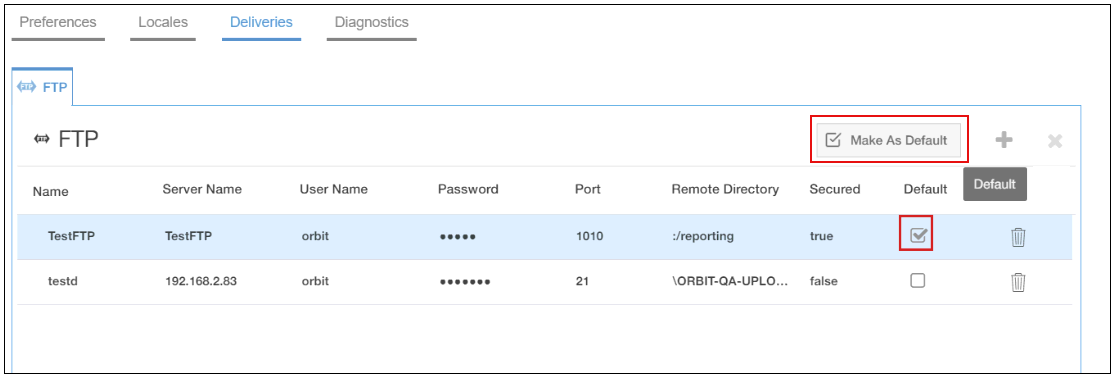 Preferences Locales Deliveries Diagnostics
FTP FTP
FTP FTP Make As Default
Default
Name Server Name User Name Password Port Remote Directory Secured Default
TestFTP TestFTP orbit ••••• 1010 :/reporting true
testd 192.168.2.83 orbit ••••••• 21 \ORBIT-QA-UPLO... false